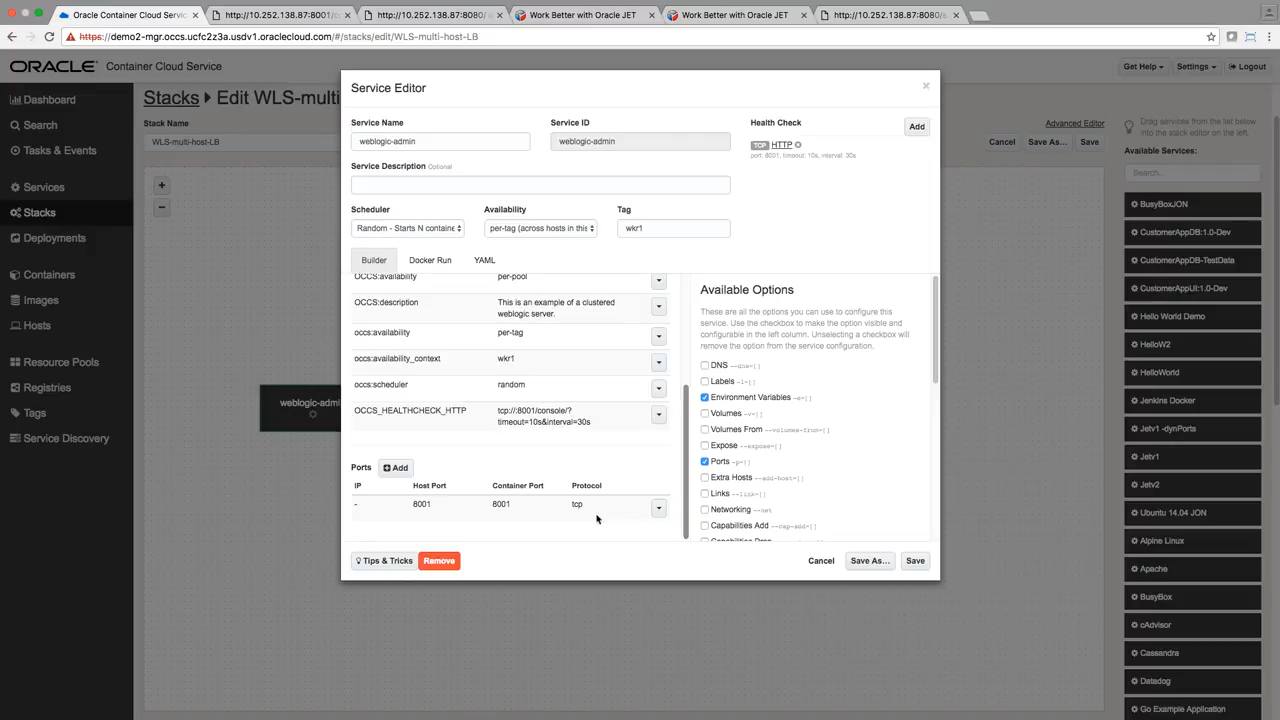 Oracle Container Cloud Servic
http://10.252.138.87:8001/c
http://10.252.138.87:8080/
Work Better with Oracle JET
Work Better with Oracle JET
http://10.252.138.87:8080/
https://demo2-mgr.occs.ucfc2z3a.usdv1.oraclecloud.com/#/stacks/edit/WLS-multi-host-LB
ORACLE Container Cloud Service
Get Help
Settings
Logout
Dashboard
Search
Tasks & Events
Services
Stacks
Deployments
Containers
Images
Hosts
Resource Pools
Registries
Tags
Service Discovery
Stacks Edit WLS-multi
Stack Name
WLS-multi-host-LB
+
−
weblogic-admin
Advanced Editor
Cancel Save As... Save
Service Editor
×
Service Name
weblogic-admin
Service ID
weblogic-admin
Health Check
Add
TCP HTTP
port: 8001, timeout: 10s, interval: 30s
Service Description Optional
Scheduler
Random - Starts N containe
Availability
per-tag (across hosts in this
Tag
wkr1
Builder Docker Run YAML
OCCS:availability per-pool
OCCS:description This is an example of a clustered
weblogic server.
occs:availability per-tag
occs:availability_context wkr1
occs:scheduler random
OCCS_HEALTHCHECK_HTTP tcp://:8001/console/?
timeout=10s&interval=30s
Ports Add
IP Host Port Container Port Protocol
- 8001 8001 tcp
Available Options
These are all the options you can use to configure this
service. Use the checkbox to make the option visible and
configurable in the left column. Unselecting a checkbox will
remove the option from the service configuration.
DNS --dns=[]
Labels -l=[]
Environment Variables -e=[]
Volumes -v=[]
Volumes From --volumes-from=[]
Expose --expose=[]
Ports -p=[]
Extra Hosts --add-host=[]
Links --link=[]
Networking --net
Capabilities Add --cap-add=[]
Capabilities Drop
Tips & Tricks
Remove
Cancel
Save As...
Save
Drag services from the list below
into the stack editor on the left.
Available Services:
Search...
BusyBoxJON
CustomerAppDB:1.0-Dev
CustomerAppDB-TestData
CustomerAppUI:1.0-Dev
Hello World Demo
HelloW2
HelloWorld
Jenkins Docker
Jetv1 -dynPorts
Jetv1
Jetv2
Ubuntu 14.04 JON
Alpine Linux
Apache
BusyBox
cAdvisor
Cassandra
Datadog
Go Example Application